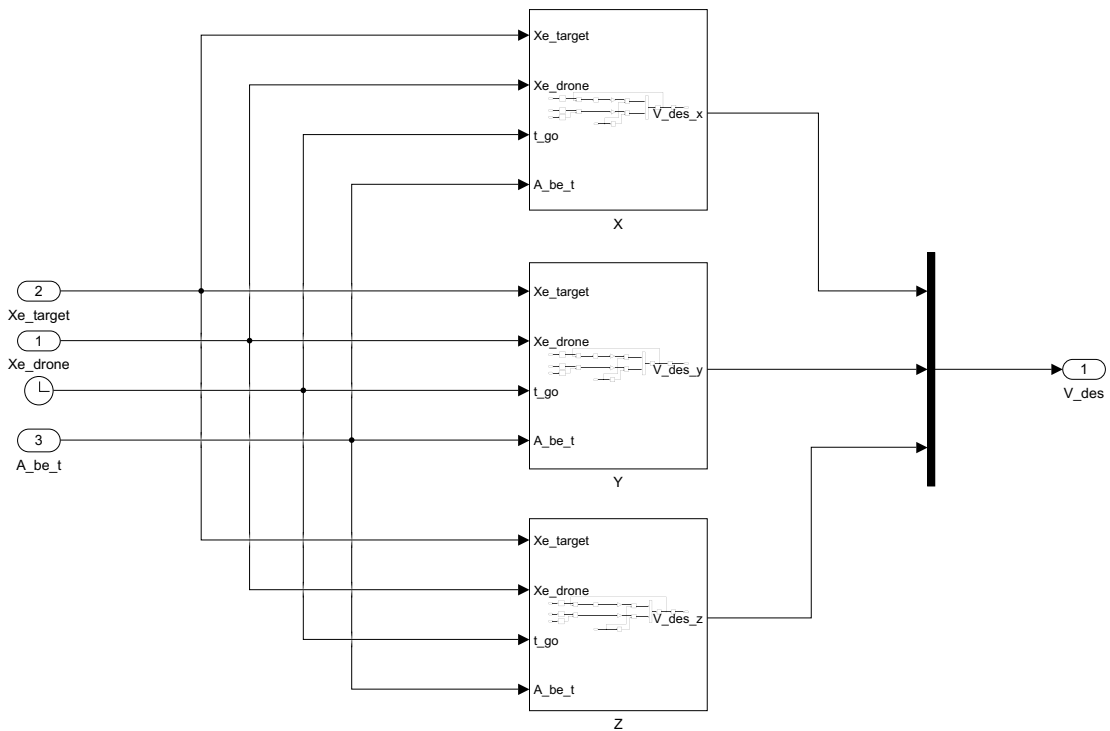 Xe_target
Xe_drone
V_des_x
t_go
A_be_t
X
2
Xe_target
1
Xe_drone
3
A_be_t
Xe_target
Xe_drone
V_des_y
t_go
A_be_t
Y
1
V_des
Xe_target
Xe_drone
V_des_z
t_go
A_be_t
Z